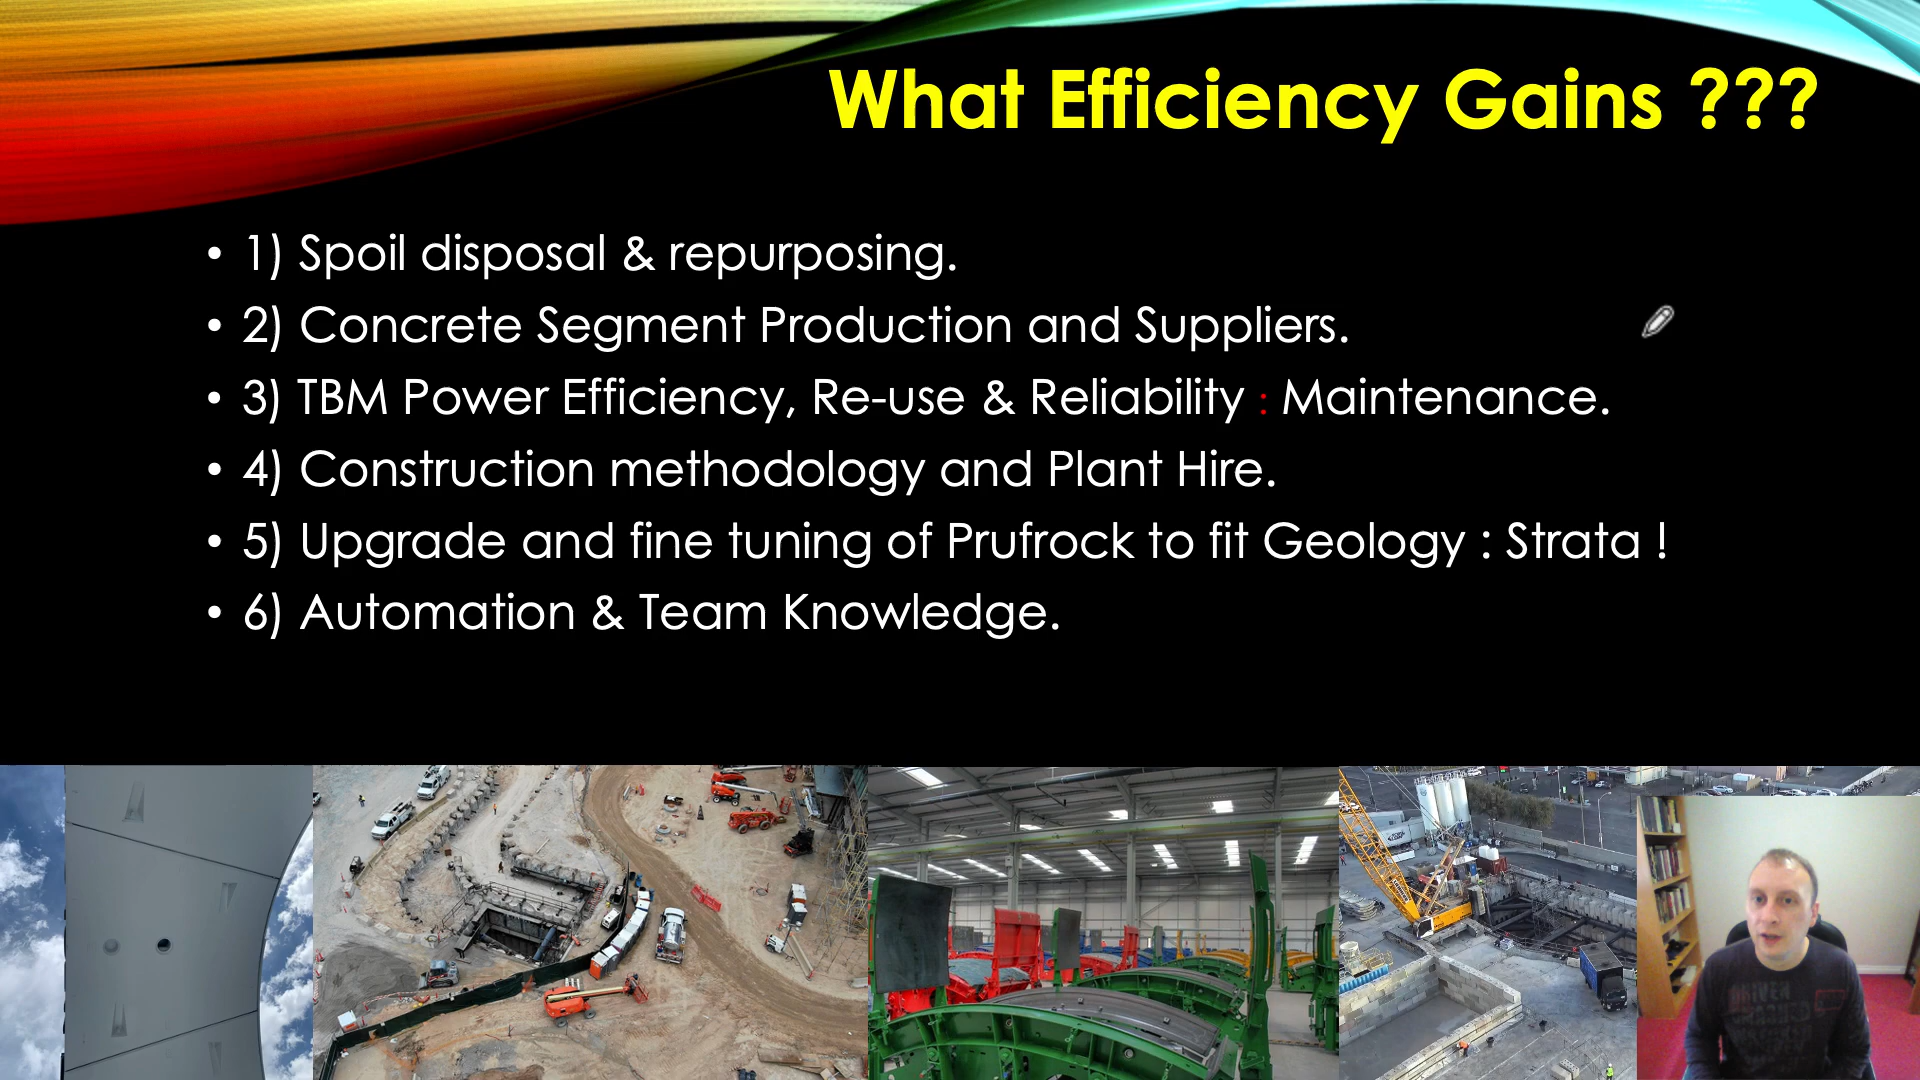 What Efficiency Gains ???
• 1) Spoil disposal & repurposing.
• 2) Concrete Segment Production and Suppliers.
• 3) TBM Power Efficiency, Re-use & Reliability : Maintenance.
• 4) Construction methodology and Plant Hire.
• 5) Upgrade and fine tuning of Prufrock to fit Geology : Strata !
• 6) Automation & Team Knowledge.